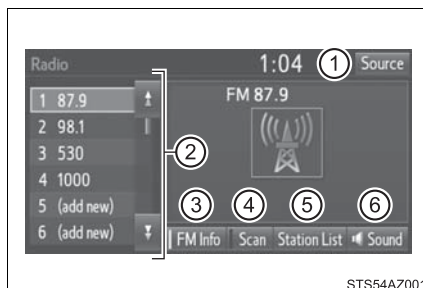 Radio 1:04 1 Source
1 87.9
FM 87.9
2 98.1
2
3 530
4 1000
5 (add new)
6 (add new)
3 4 5 6
FM Info Scan Station List Sound
STS54AZ001